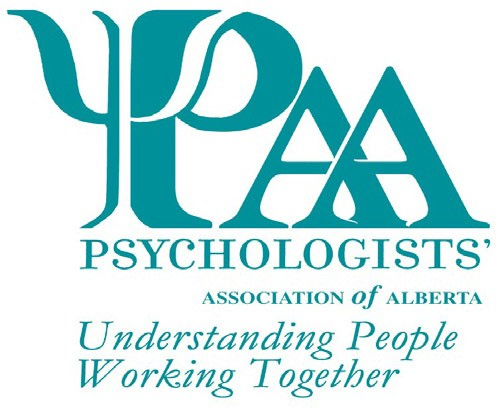 ΨPAA
PSYCHOLOGISTS'
ASSOCIATION of ALBERTA
Understanding People
Working Together